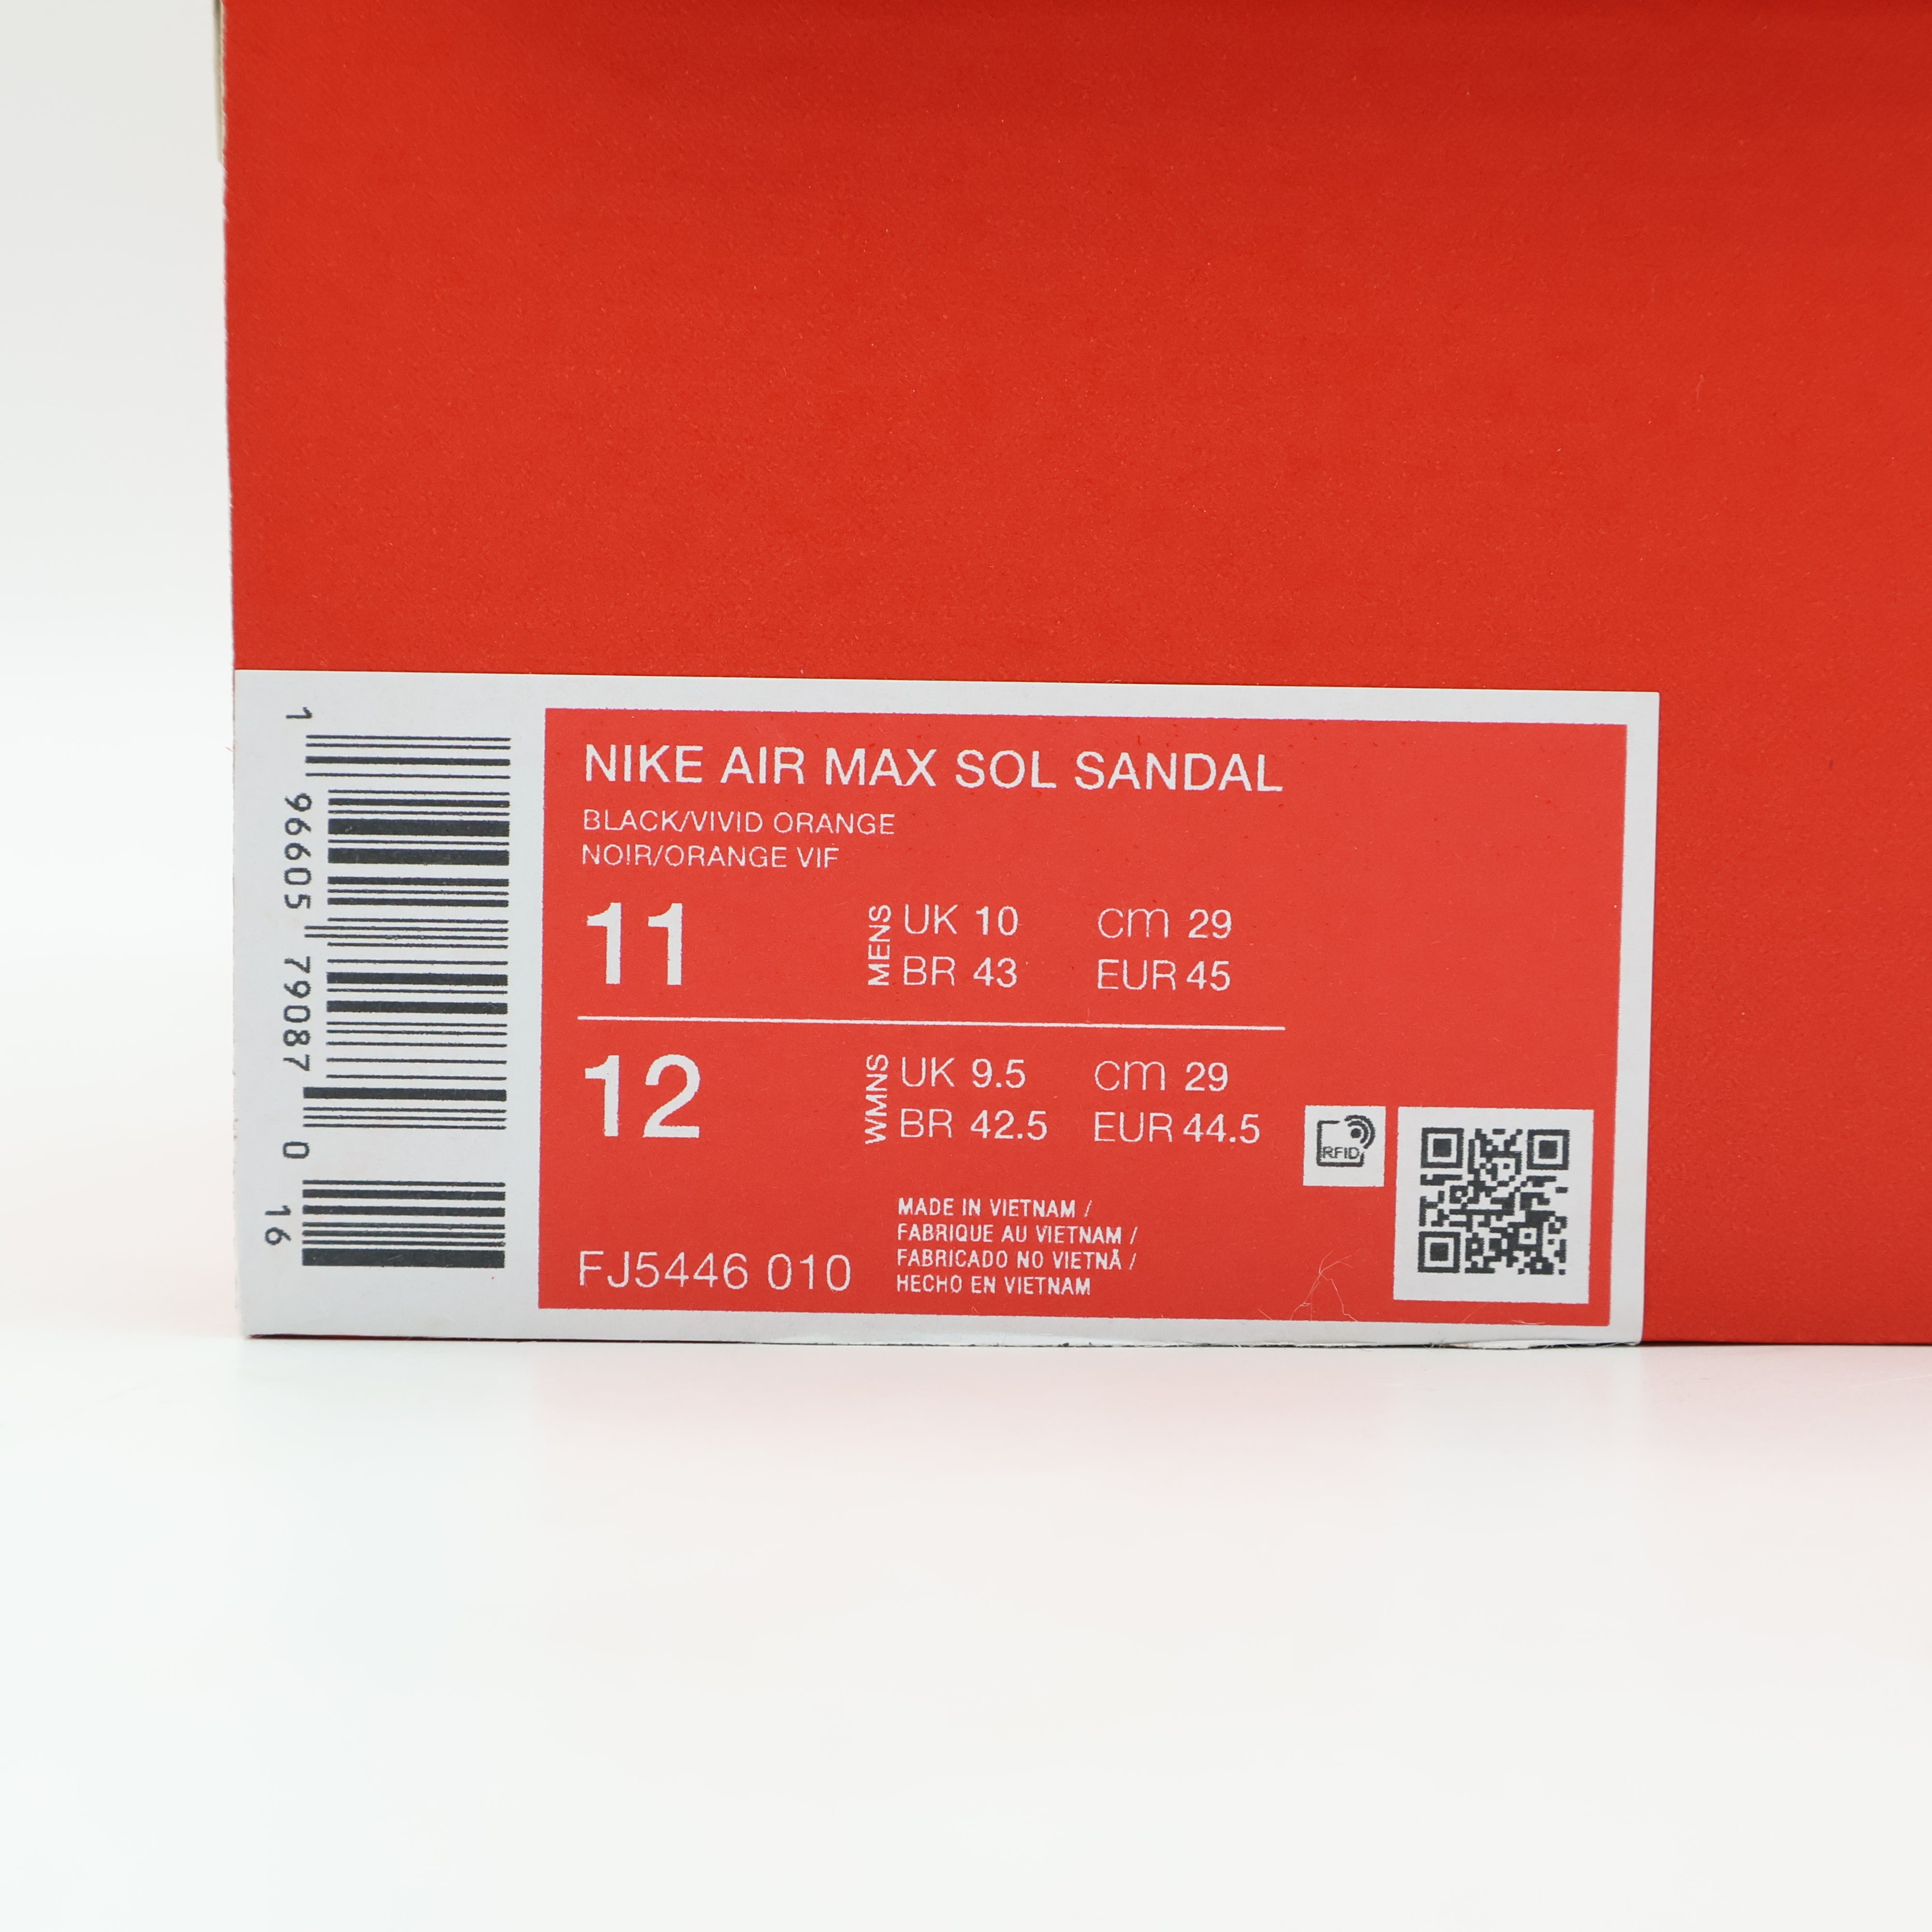 1 96605 79087 0 16
NIKE AIR MAX SOL SANDAL
BLACK/VIVID ORANGE
NOIR/ORANGE VIF
11 MENS UK 10 cm 29
BR 43 EUR 45
12 WMNS UK 9.5 cm 29
BR 42.5 EUR 44.5
RFID
MADE IN VIETNAM /
FABRIQUE AU VIETNAM /
FABRICADO NO VIETNÃ /
HECHO EN VIETNAM
FJ5446 010